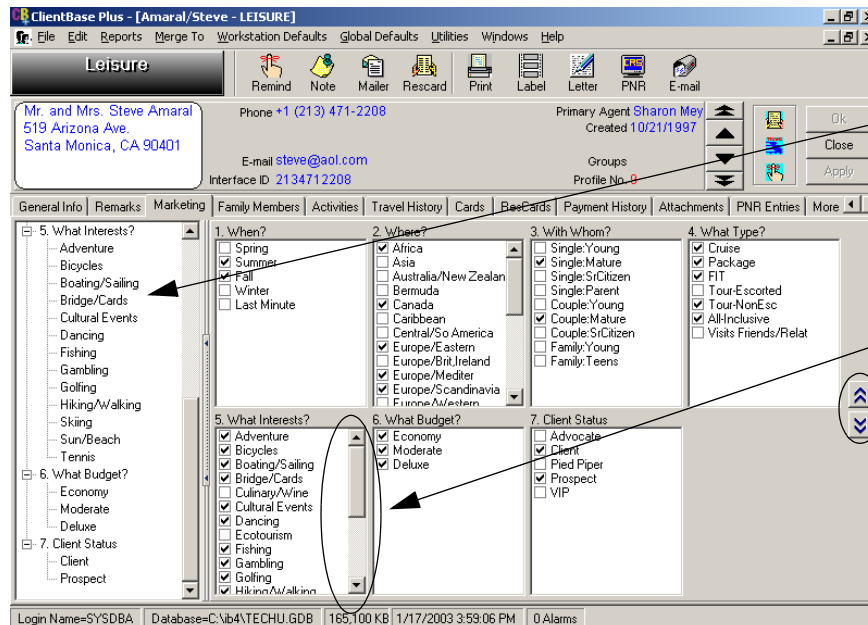 ClientBase Plus - [Amaral/Steve - LEISURE]
File Edit Reports Merge To Workstation Defaults Global Defaults Utilities Windows Help
Leisure
Remind Note Mailer Rescard Print Label Letter PNR E-mail
Mr. and Mrs. Steve Amaral
519 Arizona Ave.
Santa Monica, CA 90401
Phone +1 (213) 471-2208
E-mail steve@aol.com
Interface ID 2134712208
Primary Agent Sharon Mey
Created 10/21/1997
Groups
Profile No. 0
Ok
Close
Apply
General Info Remarks Marketing Family Members Activities Travel History Cards ResCards Payment History Attachments PNR Entries More
5. What Interests?
Adventure
Bicycles
Boating/Sailing
Bridge/Cards
Cultural Events
Dancing
Fishing
Gambling
Golfing
Hiking/Walking
Skiing
Sun/Beach
Tennis
6. What Budget?
Economy
Moderate
Deluxe
7. Client Status
Client
Prospect
1. When?
Spring
Summer
Fall
Winter
Last Minute
2. Where?
Africa
Asia
Australia/New Zealan
Bermuda
Canada
Caribbean
Central/So America
Europe/Eastern
Europe/Brit,Ireland
Europe/Mediter
Europe/Scandinavia
Europe/Western
3. With Whom?
Single:Young
Single:Mature
Single:SrCitizen
Single:Parent
Couple:Young
Couple:Mature
Couple:SrCitizen
Family:Young
Family:Teens
4. What Type?
Cruise
Package
FIT
Tour-Escorted
Tour-NonEsc
All-Inclusive
Visits Friends/Relat
5. What Interests?
Adventure
Bicycles
Boating/Sailing
Bridge/Cards
Culinary/Wine
Cultural Events
Dancing
Ecotourism
Fishing
Gambling
Golfing
Hiking/Walking
6. What Budget?
Economy
Moderate
Deluxe
7. Client Status
Advocate
Client
Pied Piper
Prospect
VIP
Login Name=SYSDBA Database=C:\ib4\TECHU.GDB 165,100 KB 1/17/2003 3:59:06 PM 0 Alarms